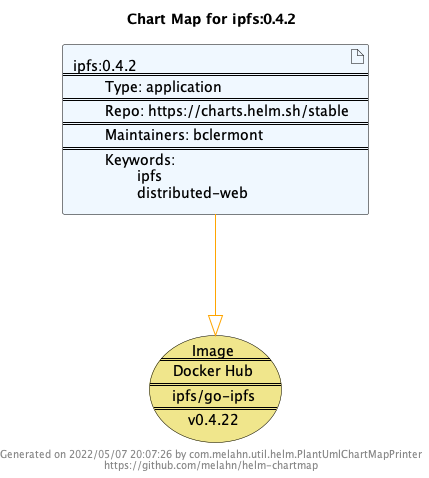 Chart Map for ipfs:0.4.2
ipfs:0.4.2
Type: application
Repo: https://charts.helm.sh/stable
Maintainers: bclermont
Keywords:
ipfs
distributed-web
Image
Docker Hub
ipfs/go-ipfs
v0.4.22
Generated on 2022/05/07 20:07:26 by com.melahn.util.helm.PlantUmlChartMapPrinter
https://github.com/melahn/helm-chartmap